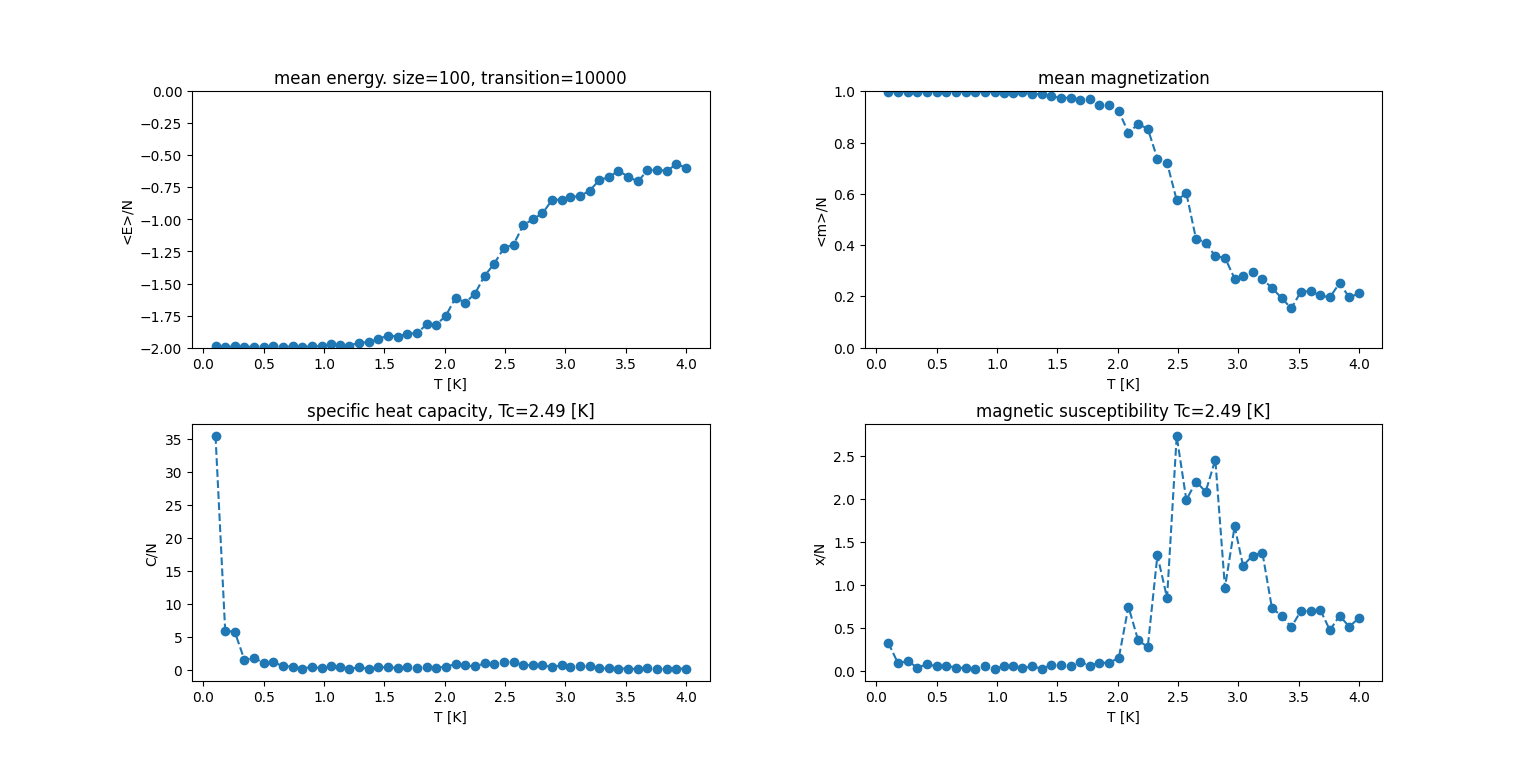 mean energy. size=100, transition=10000
0.00
−0.25
−0.50
−0.75
−1.00
−1.25
−1.50
−1.75
−2.00
<E>/N
0.0 0.5 1.0 1.5 2.0 2.5 3.0 3.5 4.0
T [K]
mean magnetization
1.0
0.8
0.6
0.4
0.2
0.0
<m>/N
0.0 0.5 1.0 1.5 2.0 2.5 3.0 3.5 4.0
T [K]
specific heat capacity, Tc=2.49 [K]
35
30
25
20
15
10
5
0
C/N
0.0 0.5 1.0 1.5 2.0 2.5 3.0 3.5 4.0
T [K]
magnetic susceptibility Tc=2.49 [K]
2.5
2.0
1.5
1.0
0.5
0.0
x/N
0.0 0.5 1.0 1.5 2.0 2.5 3.0 3.5 4.0
T [K]